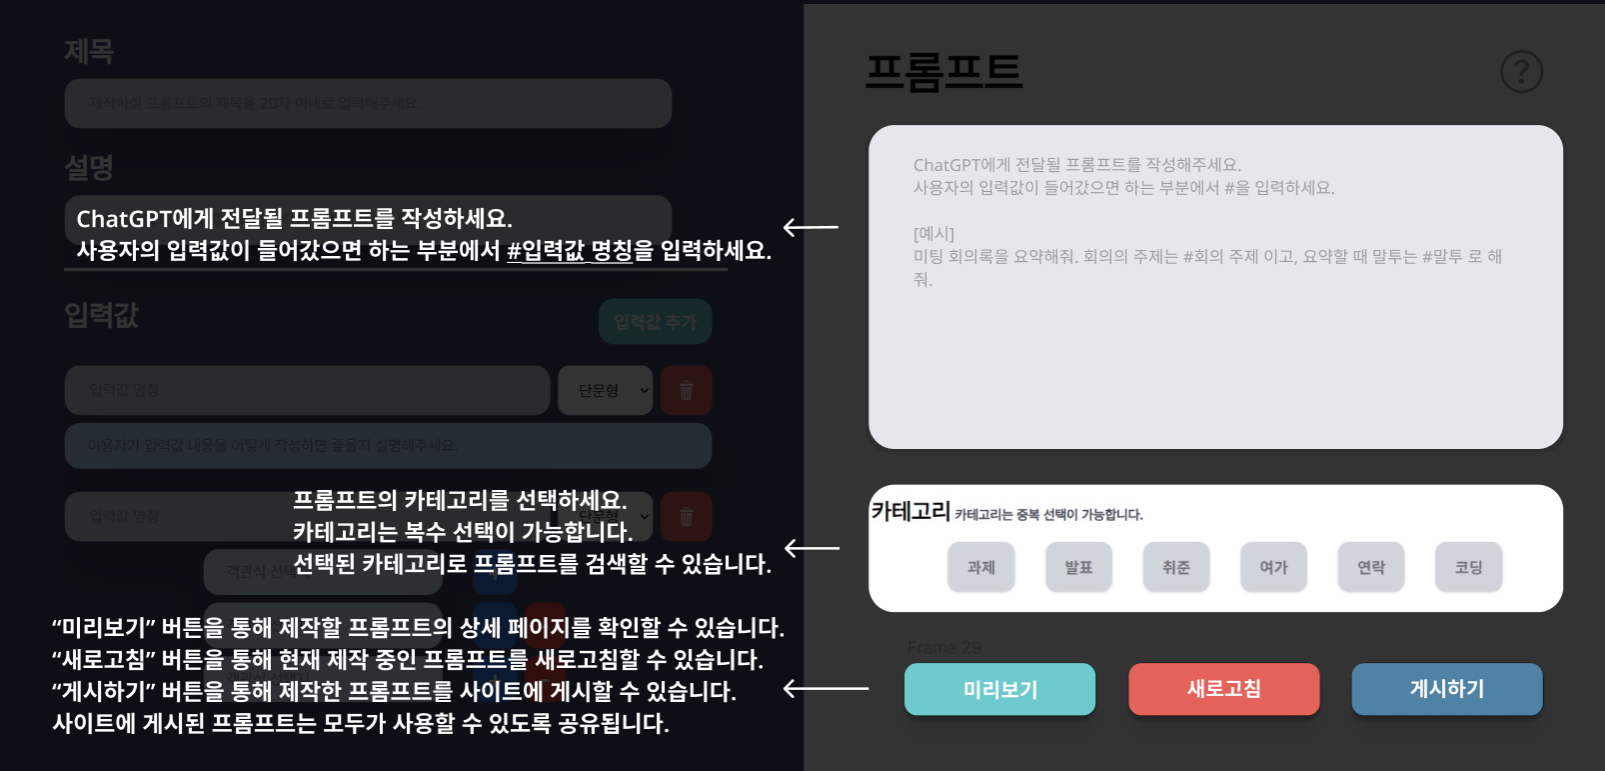 제목
제작하실 프롬프트의 제목을 20자 이내로 입력해주세요.
설명
ChatGPT에게 전달될 프롬프트를 작성하세요.
사용자의 입력값이 들어갔으면 하는 부분에서 #입력값 명칭을 입력하세요.
입력값
입력값 추가
입력값 명칭
단문형
이용자가 입력값 내용을 어떻게 작성하면 좋을지 설명해주세요.
입력값 명칭
단문형
프롬프트의 카테고리를 선택하세요.
카테고리는 복수 선택이 가능합니다.
선택된 카테고리로 프롬프트를 검색할 수 있습니다.
“미리보기” 버튼을 통해 제작할 프롬프트의 상세 페이지를 확인할 수 있습니다.
“새로고침” 버튼을 통해 현재 제작 중인 프롬프트를 새로고침할 수 있습니다.
“게시하기” 버튼을 통해 제작한 프롬프트를 사이트에 게시할 수 있습니다.
사이트에 게시된 프롬프트는 모두가 사용할 수 있도록 공유됩니다.
프롬프트
?
ChatGPT에게 전달될 프롬프트를 작성해주세요.
사용자의 입력값이 들어갔으면 하는 부분에서 #을 입력하세요.
[예시]
미팅 회의록을 요약해줘. 회의의 주제는 #회의 주제 이고, 요약할 때 말투는 #말투 로 해
줘.
카테고리 카테고리는 중복 선택이 가능합니다.
과제 발표 취준 여가 연락 코딩
Frame 29
미리보기 새로고침 게시하기